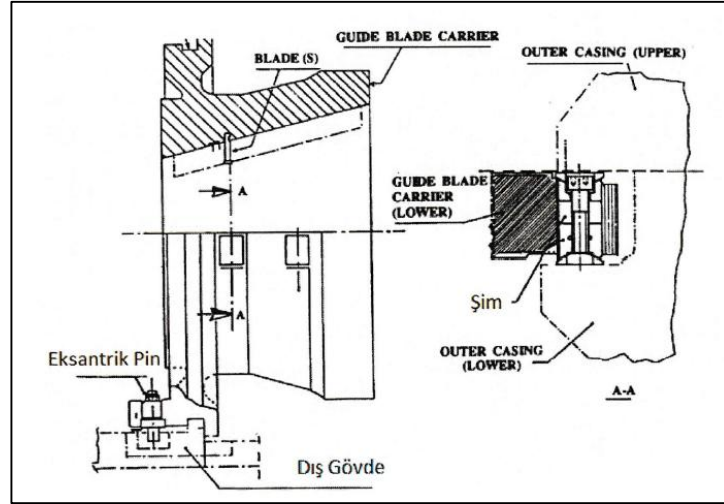 GUIDE BLADE CARRIER
BLADE (S)
A
A
Eksantrik Pin
Dış Gövde
OUTER CASING (UPPER)
GUIDE BLADE
CARRIER
(LOWER)
Şim
OUTER CASING
(LOWER)
A-A